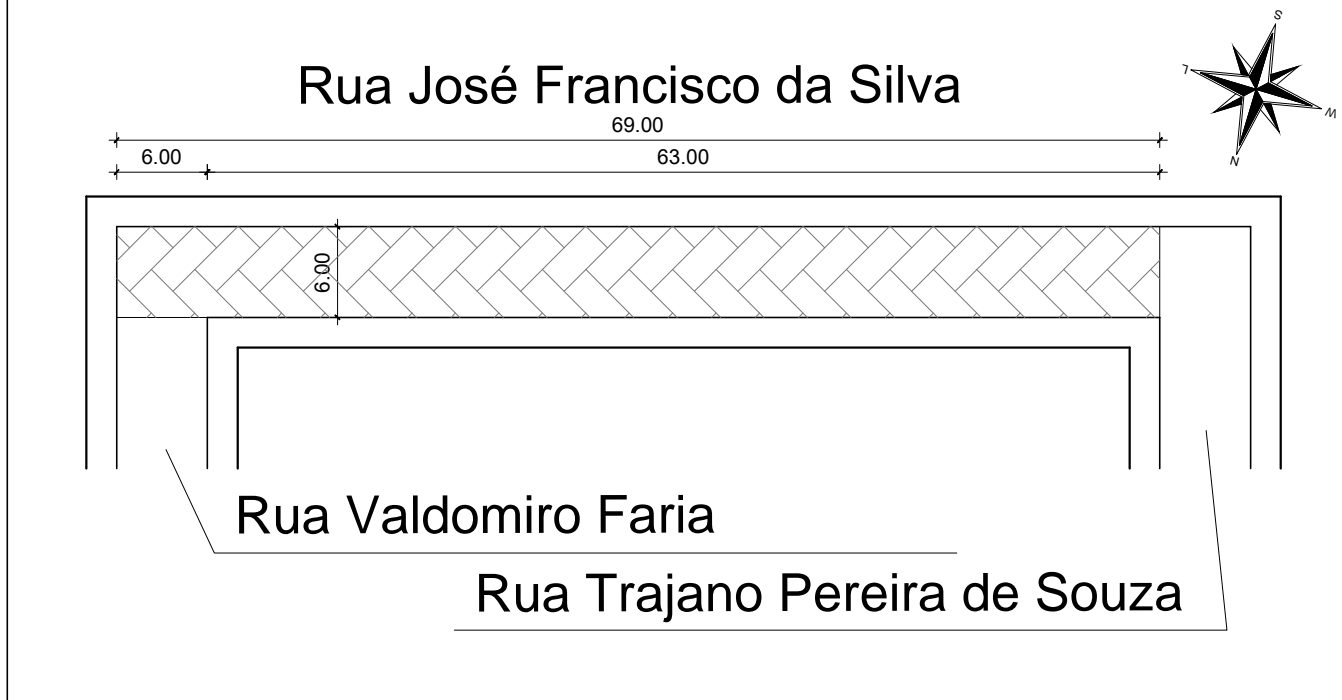 S
L
W
N
Rua José Francisco da Silva
69.00
6.00
63.00
6.00
Rua Valdomiro Faria
Rua Trajano Pereira de Souza